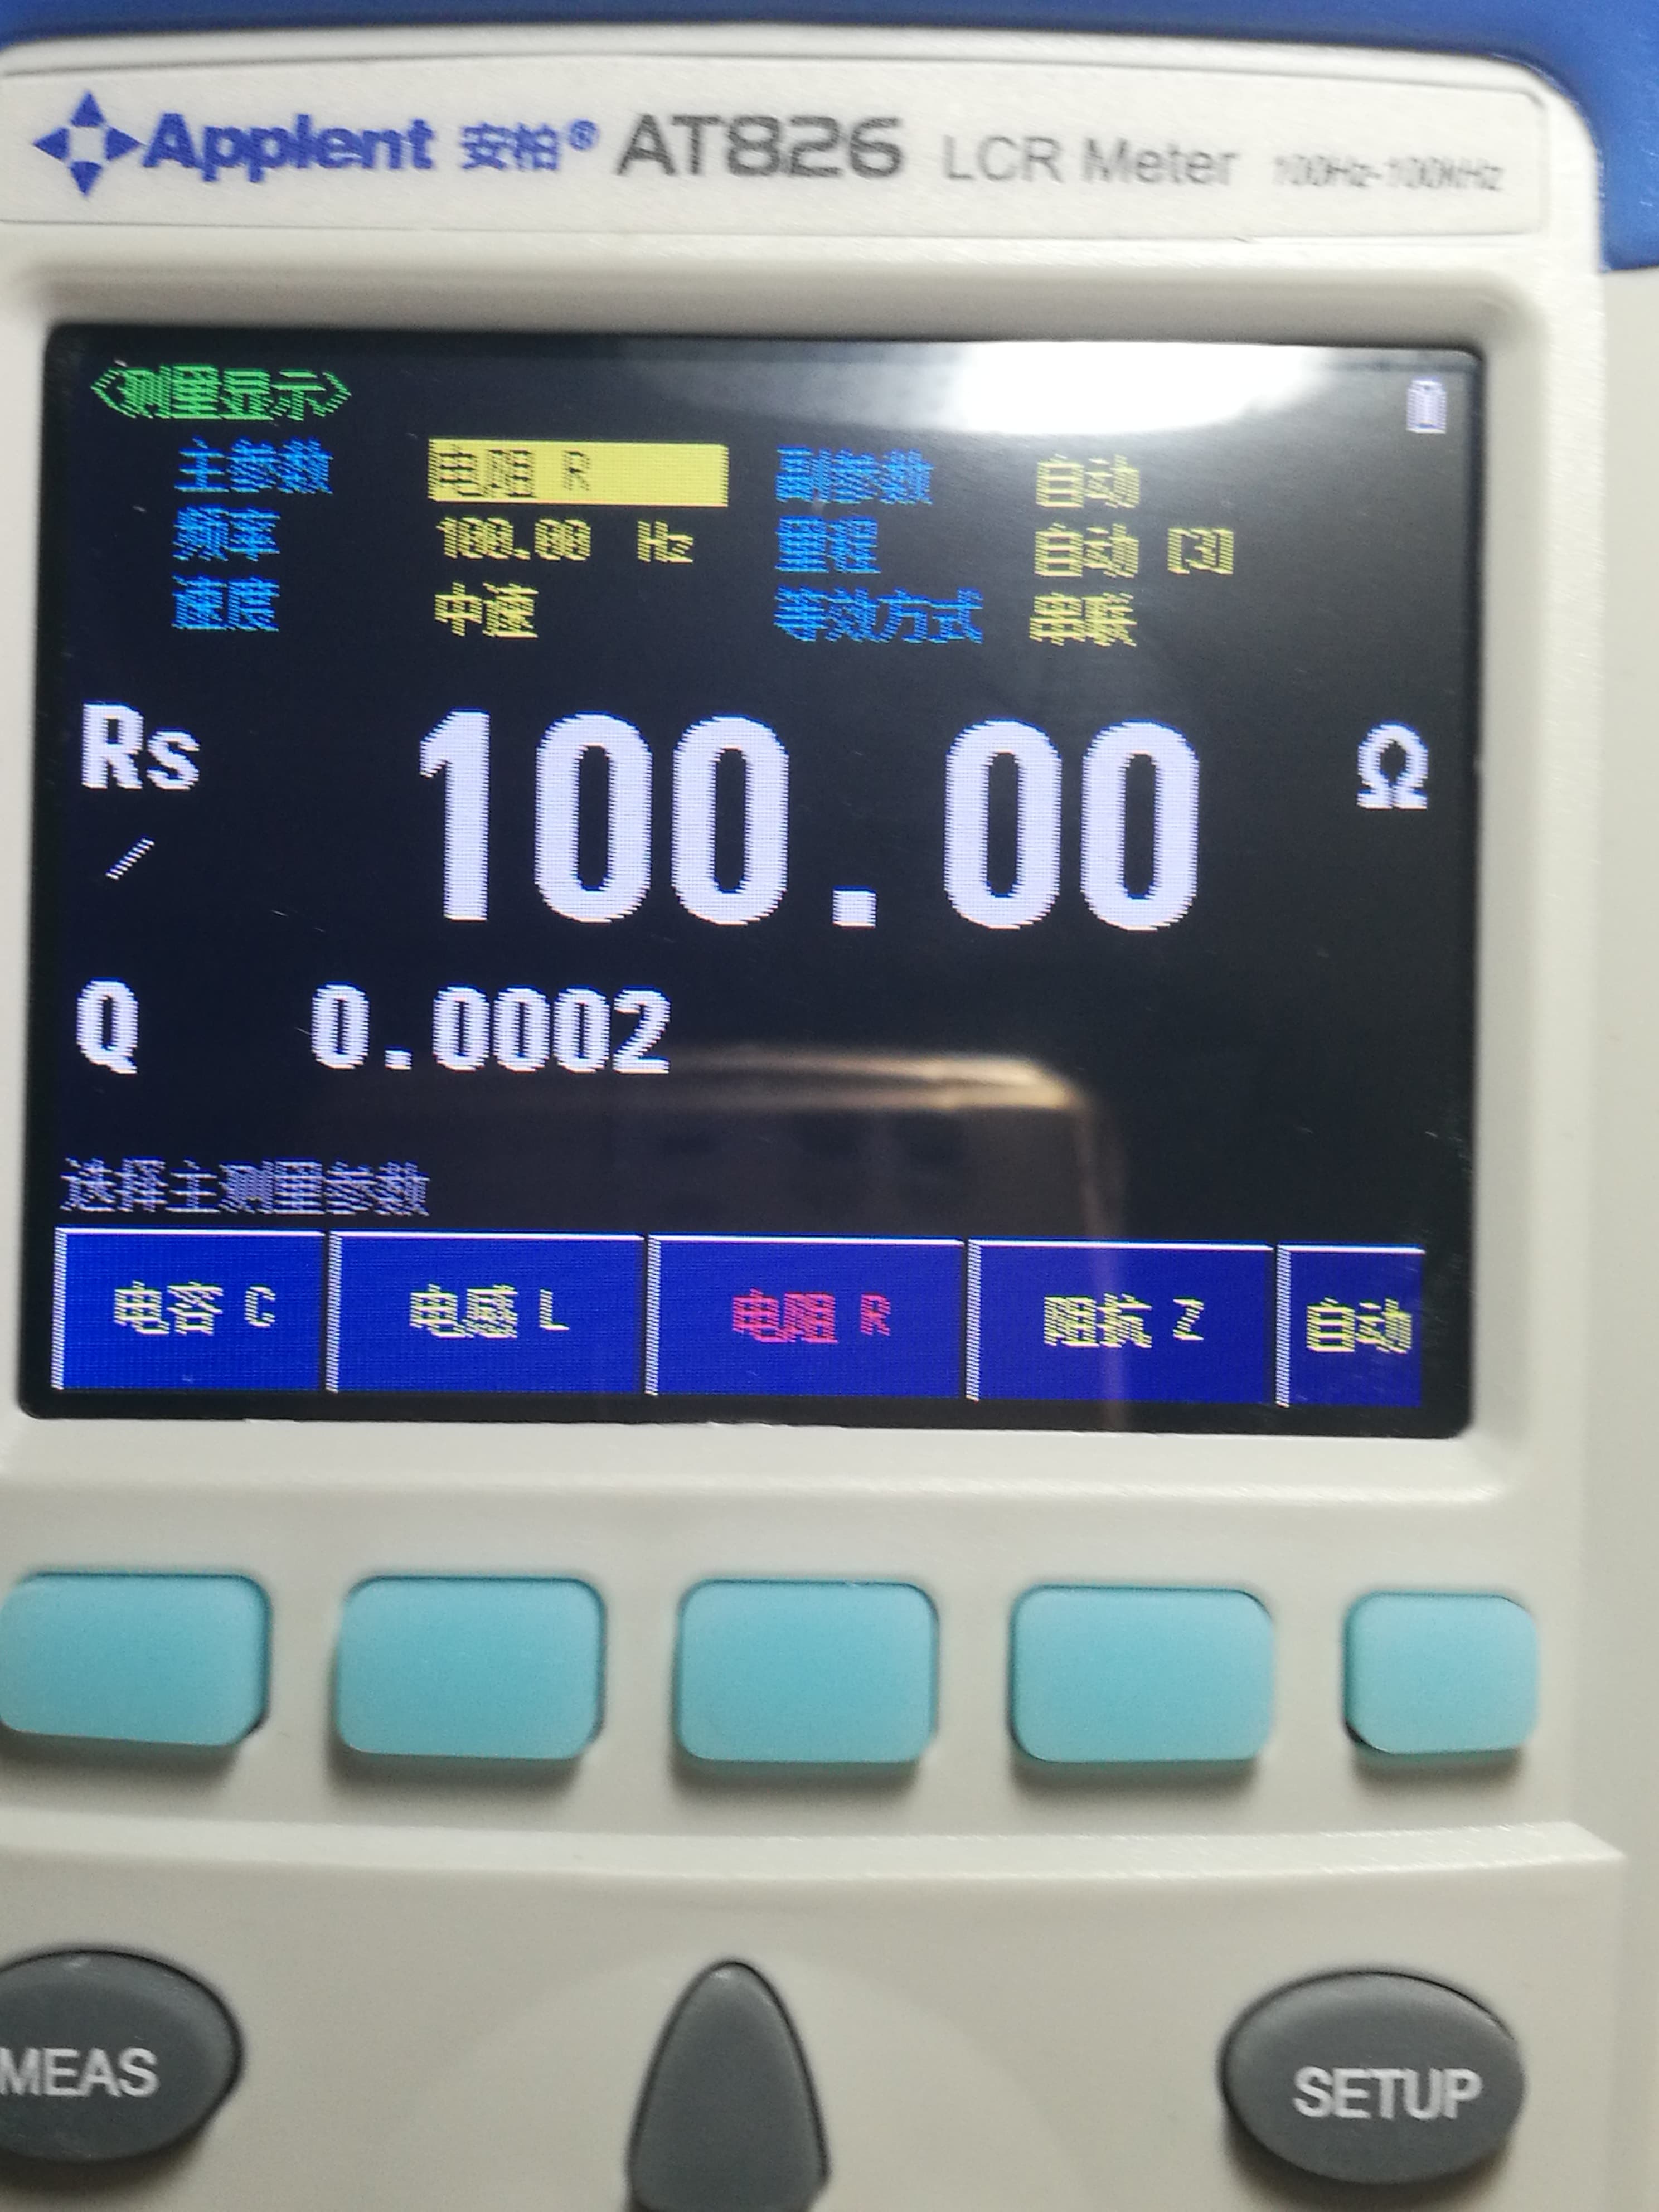 Applent 安柏® AT826 LCR Meter 100Hz-100kHz
<测量显示>
主参数 电阻 R 副参数 自动
频率 100.00 Hz 量程 自动 [3]
速度 中速 等效方式 串联
Rs 100.00 Ω
/
Q 0.0002
选择主测量参数
电容 C 电感 L 电阻 R 阻抗 Z 自动
MEAS SETUP